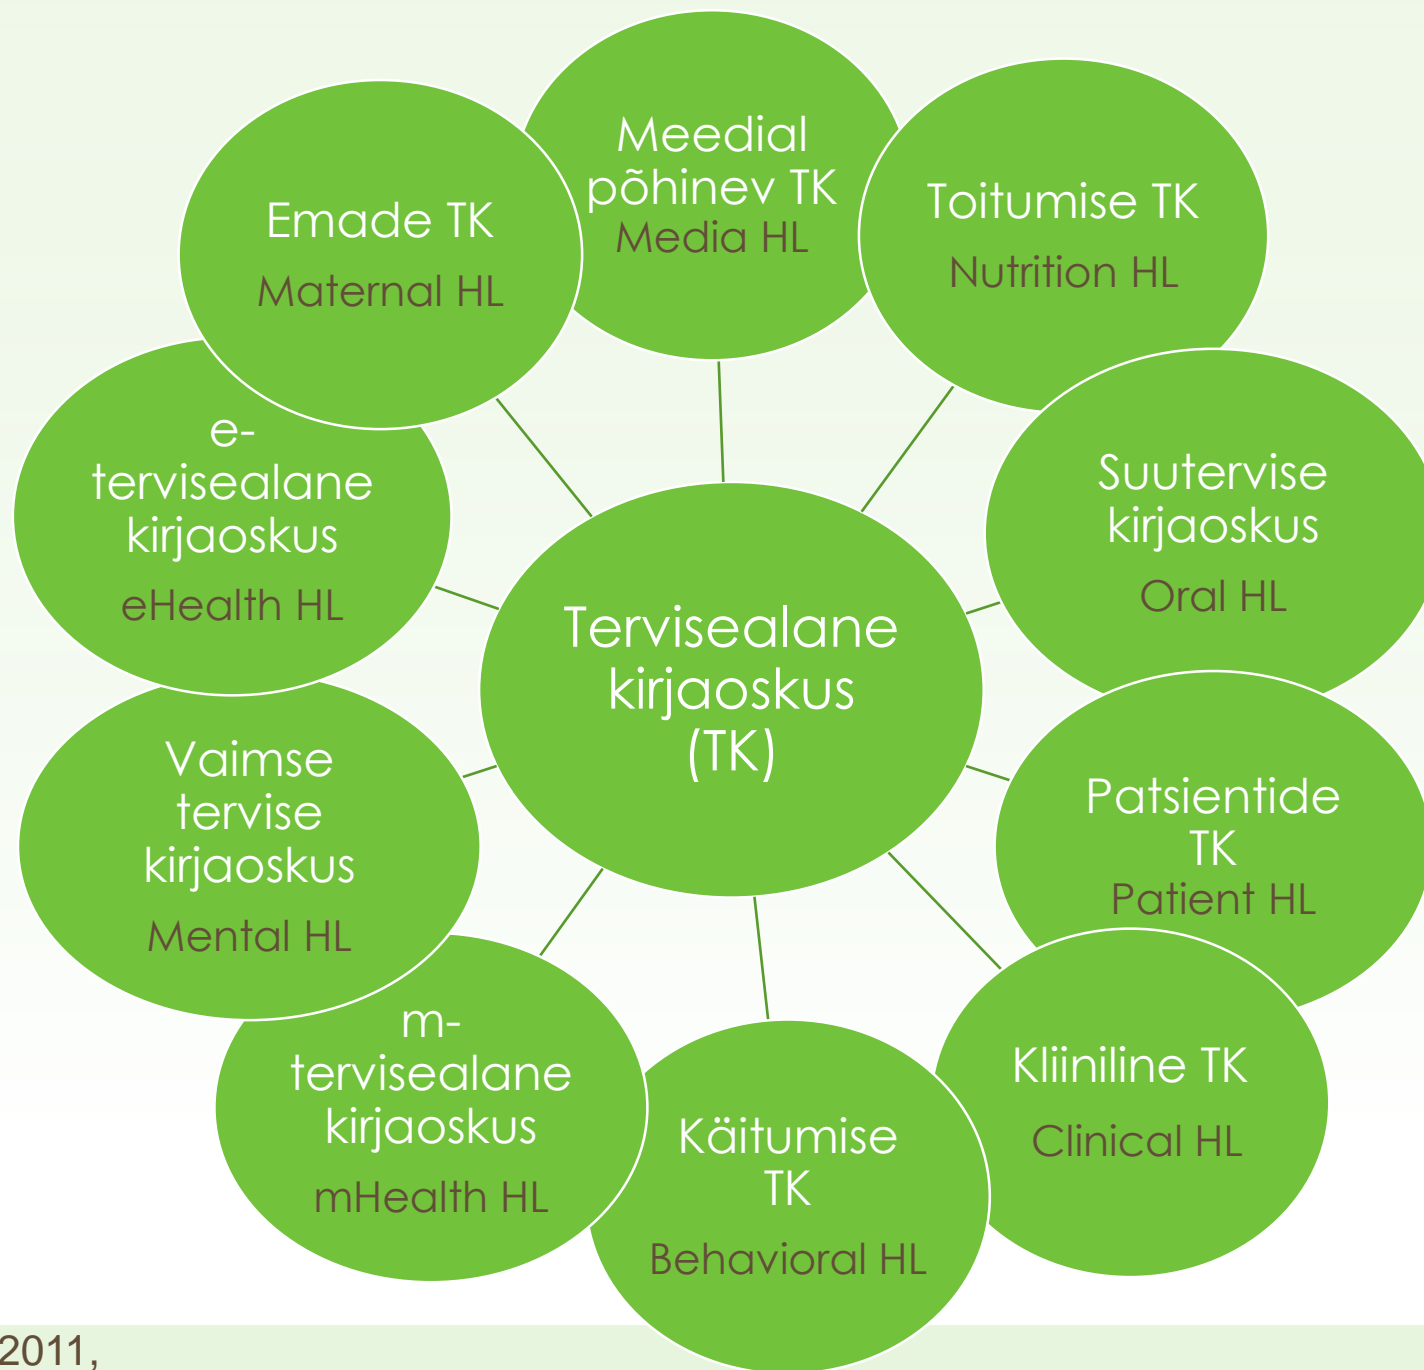 Meedial
põhinev TK
Media HL
Toitumise TK
Nutrition HL
Suutervise
kirjaoskus
Oral HL
Patsientide
TK
Patient HL
Kliiniline TK
Clinical HL
Käitumise
TK
Behavioral HL
m-
tervisealane
kirjaoskus
mHealth HL
Vaimse
tervise
kirjaoskus
Mental HL
e-
tervisealane
kirjaoskus
eHealth HL
Emade TK
Maternal HL
Tervisealane
kirjaoskus
(TK)
2011,